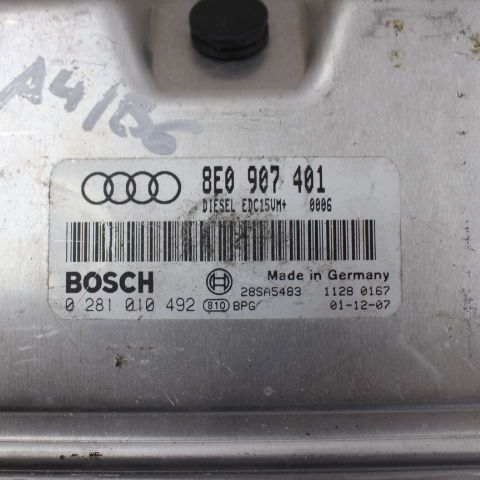 A4/B6
8E0 907 401
DIESEL EDC15VM+ 0006
BOSCH Made in Germany
28SA5483 1128 0167
0 281 010 492 810 BPG 01-12-07